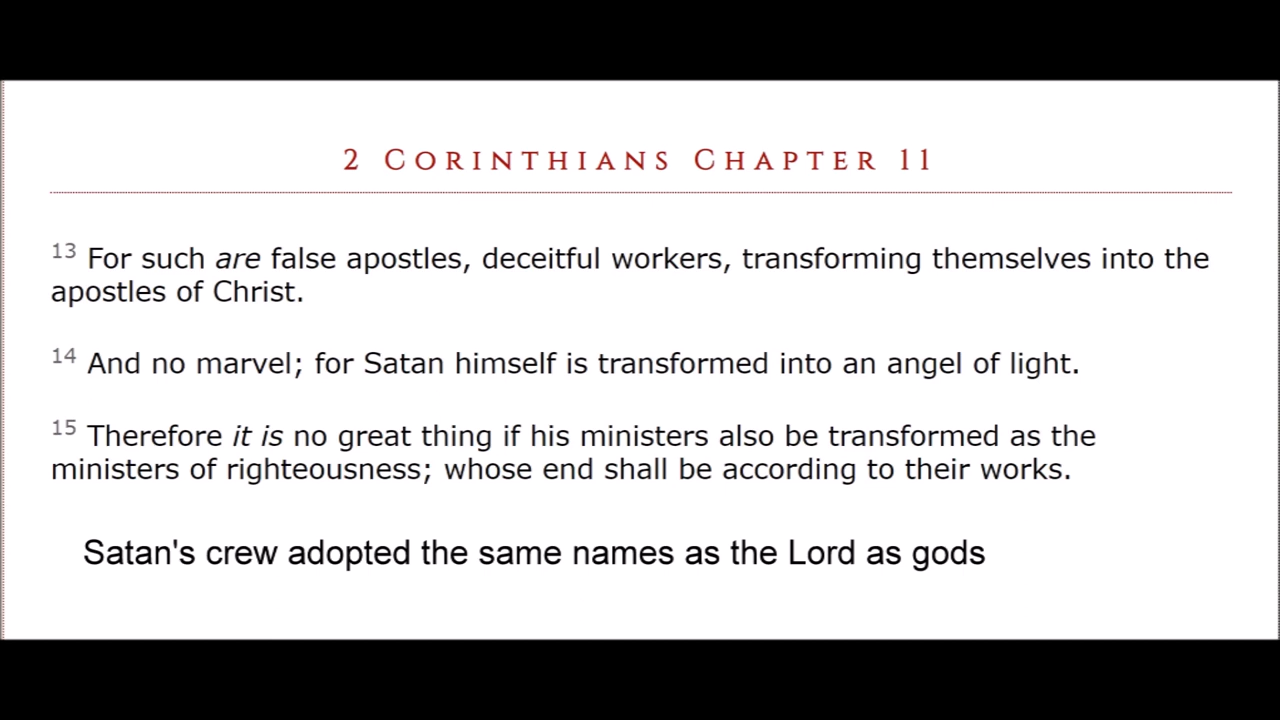 2 Corinthians Chapter 11
13 For such are false apostles, deceitful workers, transforming themselves into the
apostles of Christ.
14 And no marvel; for Satan himself is transformed into an angel of light.
15 Therefore it is no great thing if his ministers also be transformed as the
ministers of righteousness; whose end shall be according to their works.
Satan's crew adopted the same names as the Lord as gods